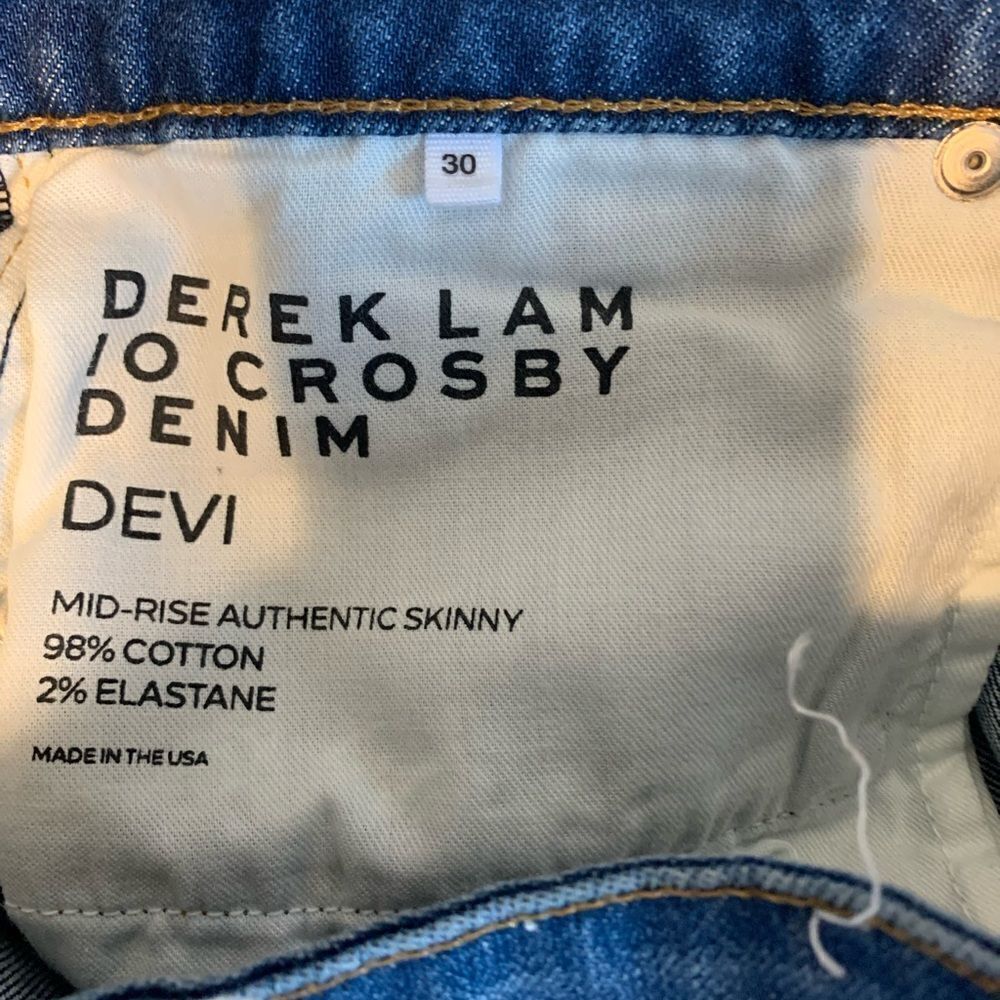 30
DEREK LAM
10 CROSBY
DENIM
DEVI
MID-RISE AUTHENTIC SKINNY
98% COTTON
2% ELASTANE
MADE IN THE USA